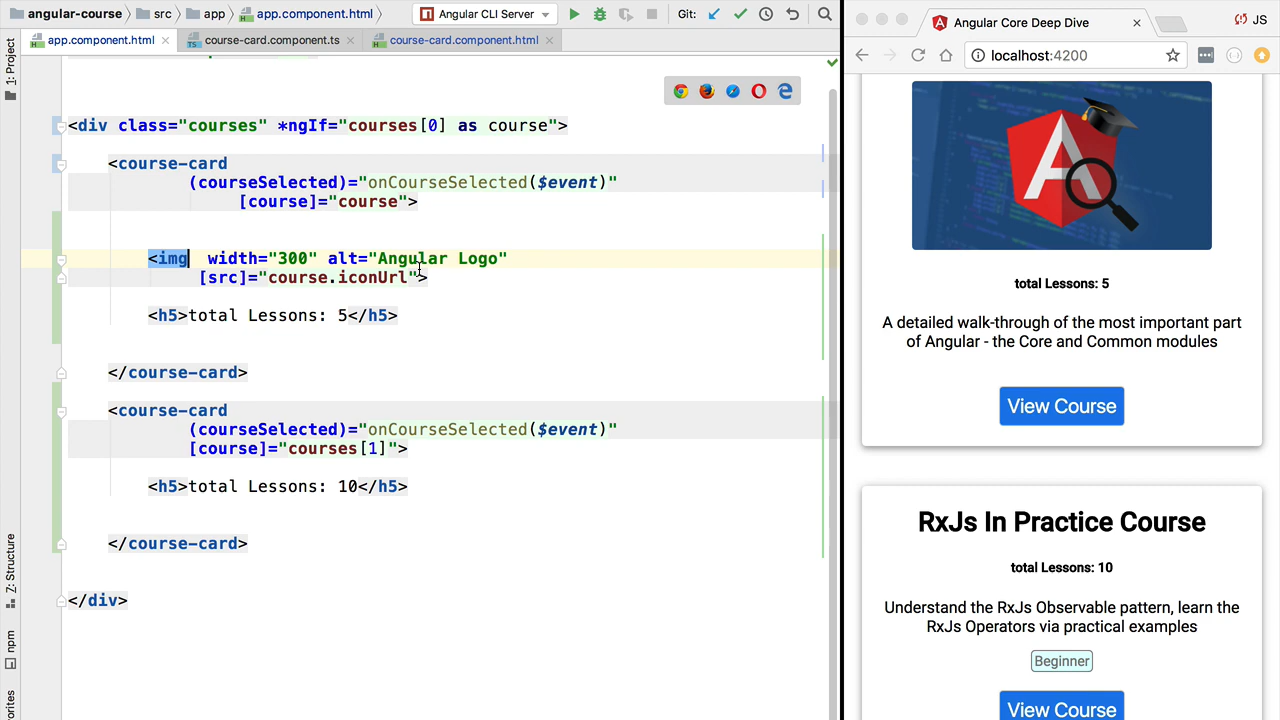 angular-course src app app.component.html Angular CLI Server Git:
app.component.html course-card.component.ts course-card.component.html
1: Project
<div class="courses" *ngIf="courses[0] as course">
<course-card
(courseSelected)="onCourseSelected($event)"
[course]="course">
<img width="300" alt="Angular Logo"
[src]="course.iconUrl">
<h5>total Lessons: 5</h5>
</course-card>
<course-card
(courseSelected)="onCourseSelected($event)"
[course]="courses[1]">
<h5>total Lessons: 10</h5>
</course-card>
</div>
Z: Structure
npm
Angular Core Deep Dive
JS
localhost:4200
A
total Lessons: 5
A detailed walk-through of the most important part
of Angular - the Core and Common modules
View Course
RxJs In Practice Course
total Lessons: 10
Understand the RxJs Observable pattern, learn the
RxJs Operators via practical examples
Beginner
View Course